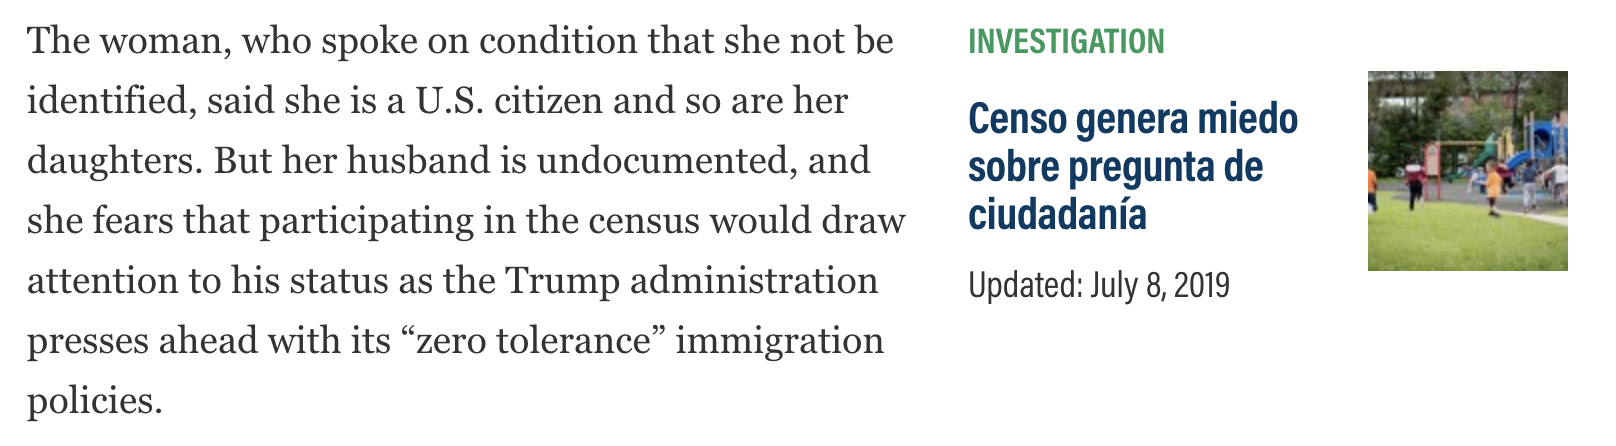 The woman, who spoke on condition that she not be
identified, said she is a U.S. citizen and so are her
daughters. But her husband is undocumented, and
she fears that participating in the census would draw
attention to his status as the Trump administration
presses ahead with its “zero tolerance” immigration
policies.
INVESTIGATION
Censo genera miedo
sobre pregunta de
ciudadanía
Updated: July 8, 2019